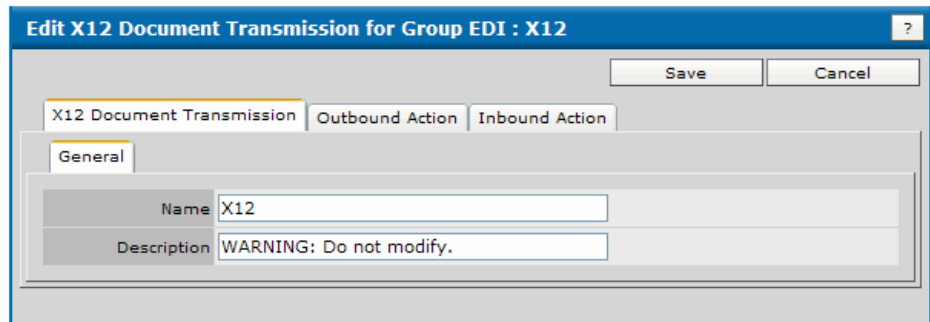 Edit X12 Document Transmission for Group EDI : X12
?
Save
Cancel
X12 Document Transmission
Outbound Action
Inbound Action
General
Name
X12
Description
WARNING: Do not modify.